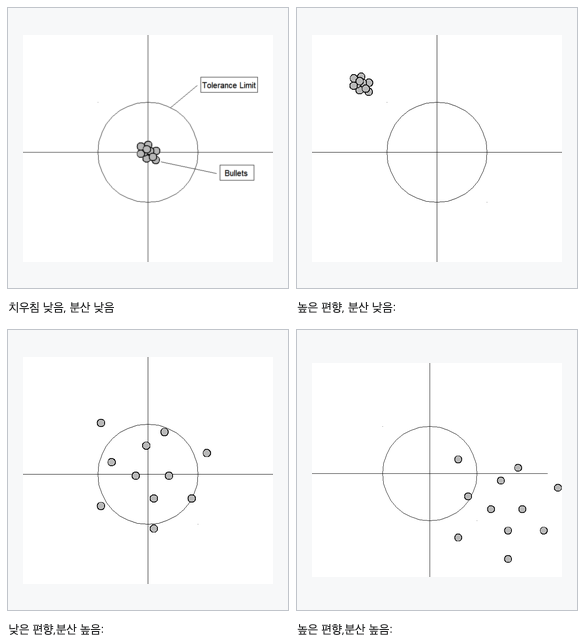 Tolerance Limit
Bullets
치우침 낮음, 분산 낮음
높은 편향, 분산 낮음:
낮은 편향,분산 높음:
높은 편향,분산 높음: